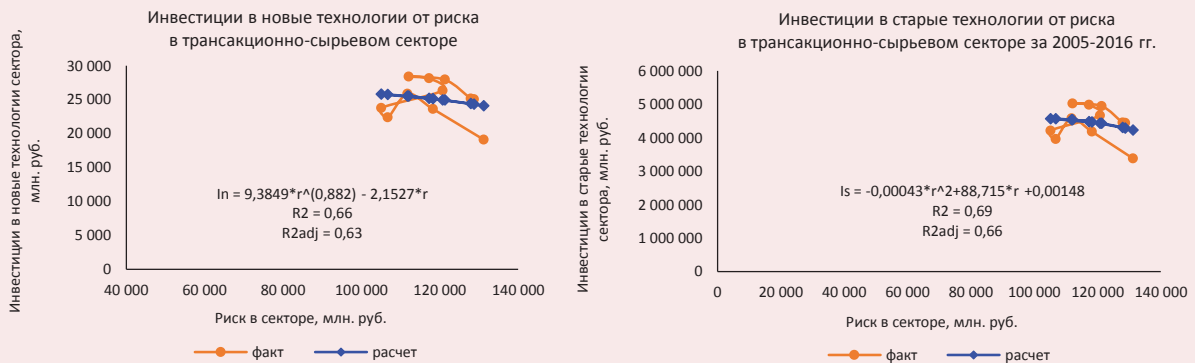 Инвестиции в новые технологии от риска
в трансакционно-сырьевом секторе
Инвестиции в новые технологии сектора,
млн. руб.
30 000
25 000
20 000
15 000
10 000
5 000
0
In = 9,3849*r^(0,882) - 2,1527*r
R2 = 0,66
R2adj = 0,63
40 000 60 000 80 000 100 000 120 000 140 000
Риск в секторе, млн. руб.
факт расчет
Инвестиции в старые технологии от риска
в трансакционно-сырьевом секторе за 2005-2016 гг.
Инвестиции в старые технологии
сектора, млн. руб.
6 000 000
5 000 000
4 000 000
3 000 000
2 000 000
1 000 000
0
Is = -0,00043*r^2+88,715*r +0,00148
R2 = 0,69
R2adj = 0,66
0 20 000 40 000 60 000 80 000 100 000 120 000 140 000
Риск в секторе, млн. руб.
факт расчет